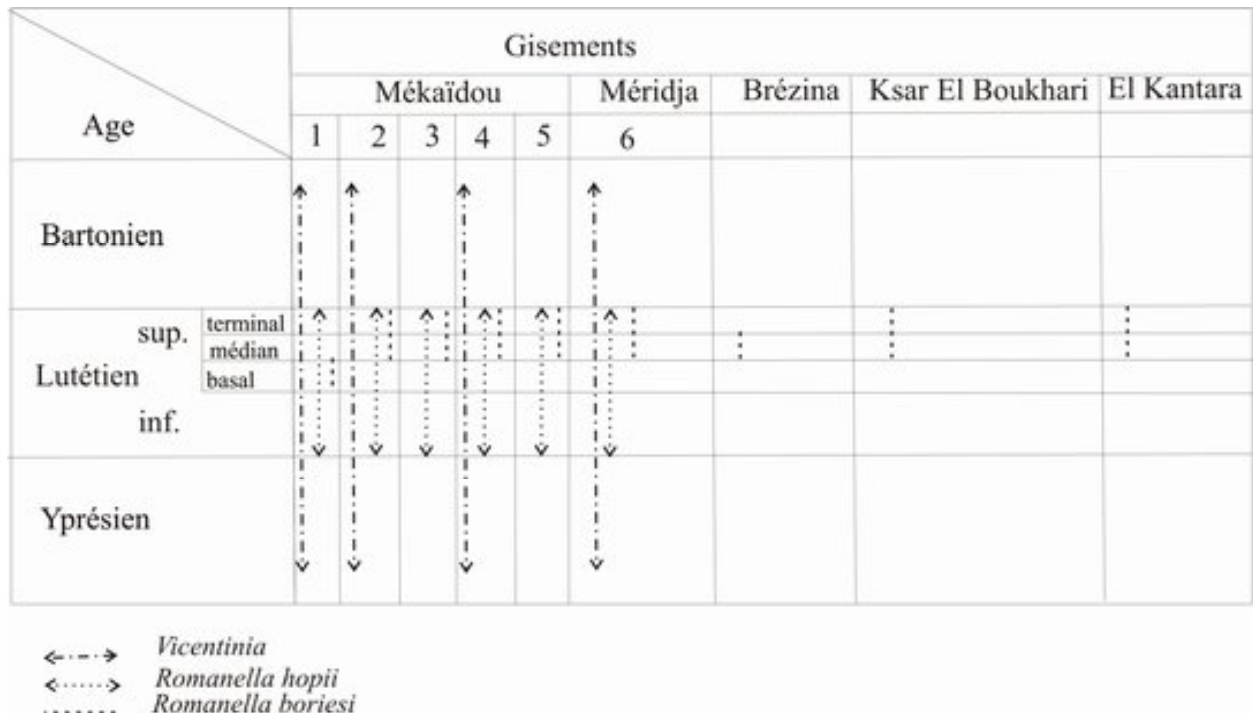 Gisements
Age
Mékaïdou Méridja Brézina Ksar El Boukhari El Kantara
1 2 3 4 5 6
Bartonien
Lutétien
sup.
terminal
médian
basal
inf.
Yprésien
Vicentinia
Romanella hopii
Romanella boriesi